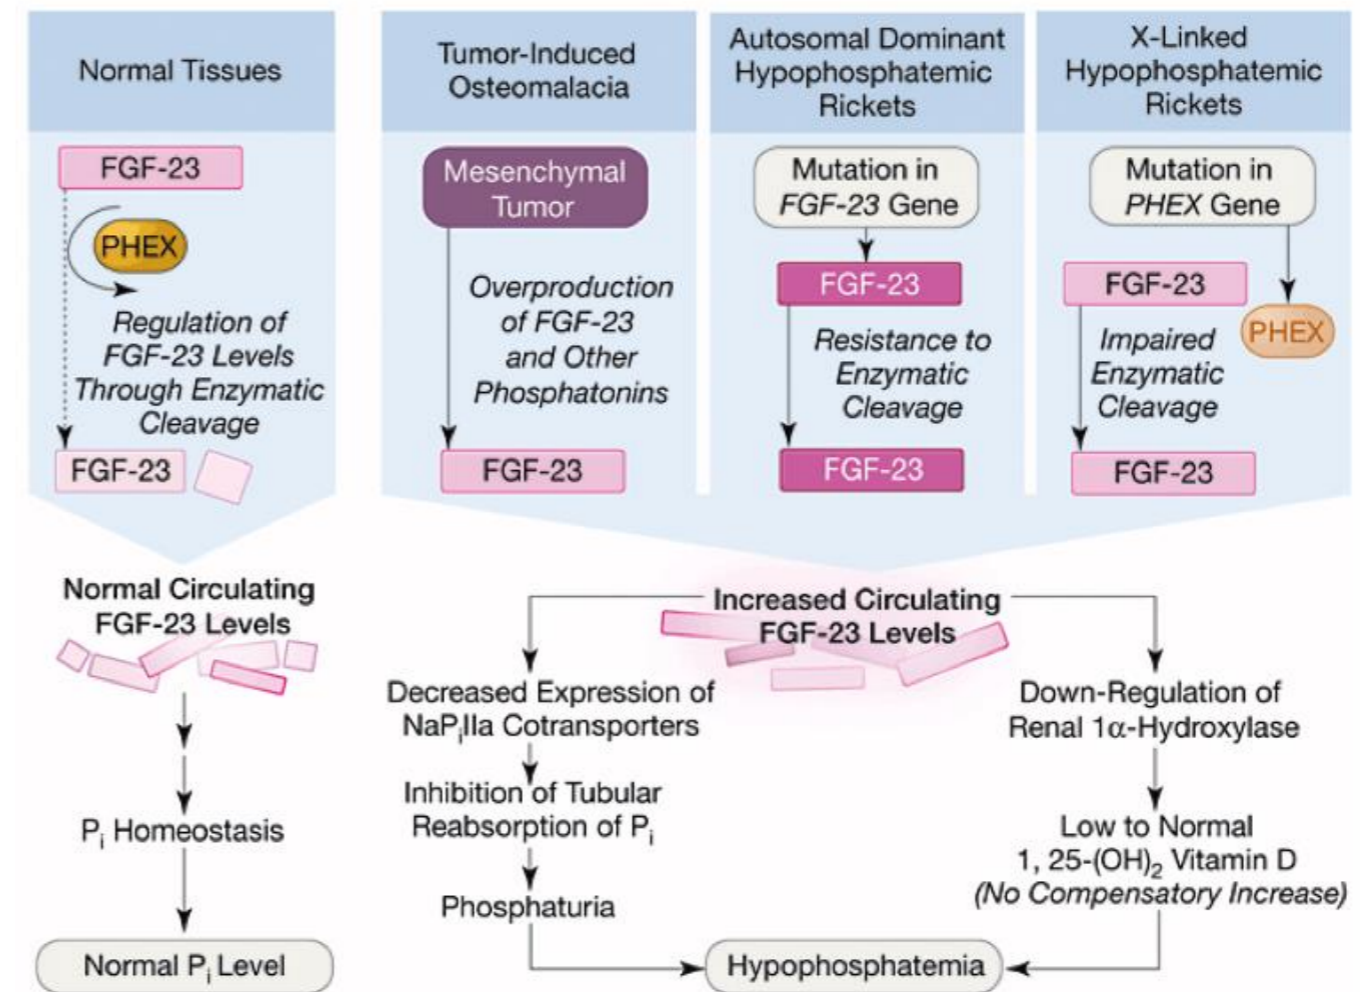 Normal Tissues
FGF-23
PHEX
Regulation of
FGF-23 Levels
Through Enzymatic
Cleavage
FGF-23
Normal Circulating
FGF-23 Levels
Pi Homeostasis
Normal Pi Level
Tumor-Induced
Osteomalacia
Mesenchymal
Tumor
Overproduction
of FGF-23
and Other
Phosphatonins
FGF-23
Autosomal Dominant
Hypophosphatemic
Rickets
Mutation in
FGF-23 Gene
FGF-23
Resistance to
Enzymatic
Cleavage
FGF-23
X-Linked
Hypophosphatemic
Rickets
Mutation in
PHEX Gene
FGF-23
PHEX
Impaired
Enzymatic
Cleavage
FGF-23
Increased Circulating
FGF-23 Levels
Decreased Expression of
NaPiIIa Cotransporters
Inhibition of Tubular
Reabsorption of Pi
Phosphaturia
Down-Regulation of
Renal 1α-Hydroxylase
Low to Normal
1, 25-(OH)2 Vitamin D
(No Compensatory Increase)
Hypophosphatemia